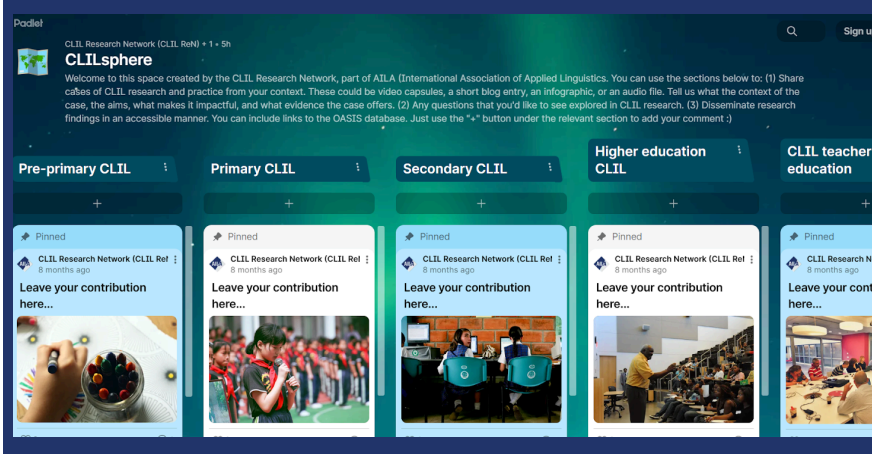 Padlet
Sign u
CLIL Research Network (CLIL ReN) + 1 • 5h
CLILsphere
Welcome to this space created by the CLIL Research Network, part of AILA (International Association of Applied Linguistics. You can use the sections below to: (1) Share
cases of CLIL research and practice from your context. These could be video capsules, a short blog entry, an infographic, or an audio file. Tell us what the context of the
case, the aims, what makes it impactful, and what evidence the case offers. (2) Any questions that you'd like to see explored in CLIL research. (3) Disseminate research
findings in an accessible manner. You can include links to the OASIS database. Just use the "+" button under the relevant section to add your comment :)
Pre-primary CLIL
Primary CLIL
Secondary CLIL
Higher education
CLIL
CLIL teacher
education
Pinned
CLIL Research Network (CLIL Rel
8 months ago
Leave your contribution
here...
Pinned
CLIL Research Network (CLIL Rel
8 months ago
Leave your contribution
here...
Pinned
CLIL Research Network (CLIL Rel
8 months ago
Leave your contribution
here...
Pinned
CLIL Research Network (CLIL Rel
8 months ago
Leave your contribution
here...
Pinned
CLIL Research N
8 months ago
Leave your cont
here...